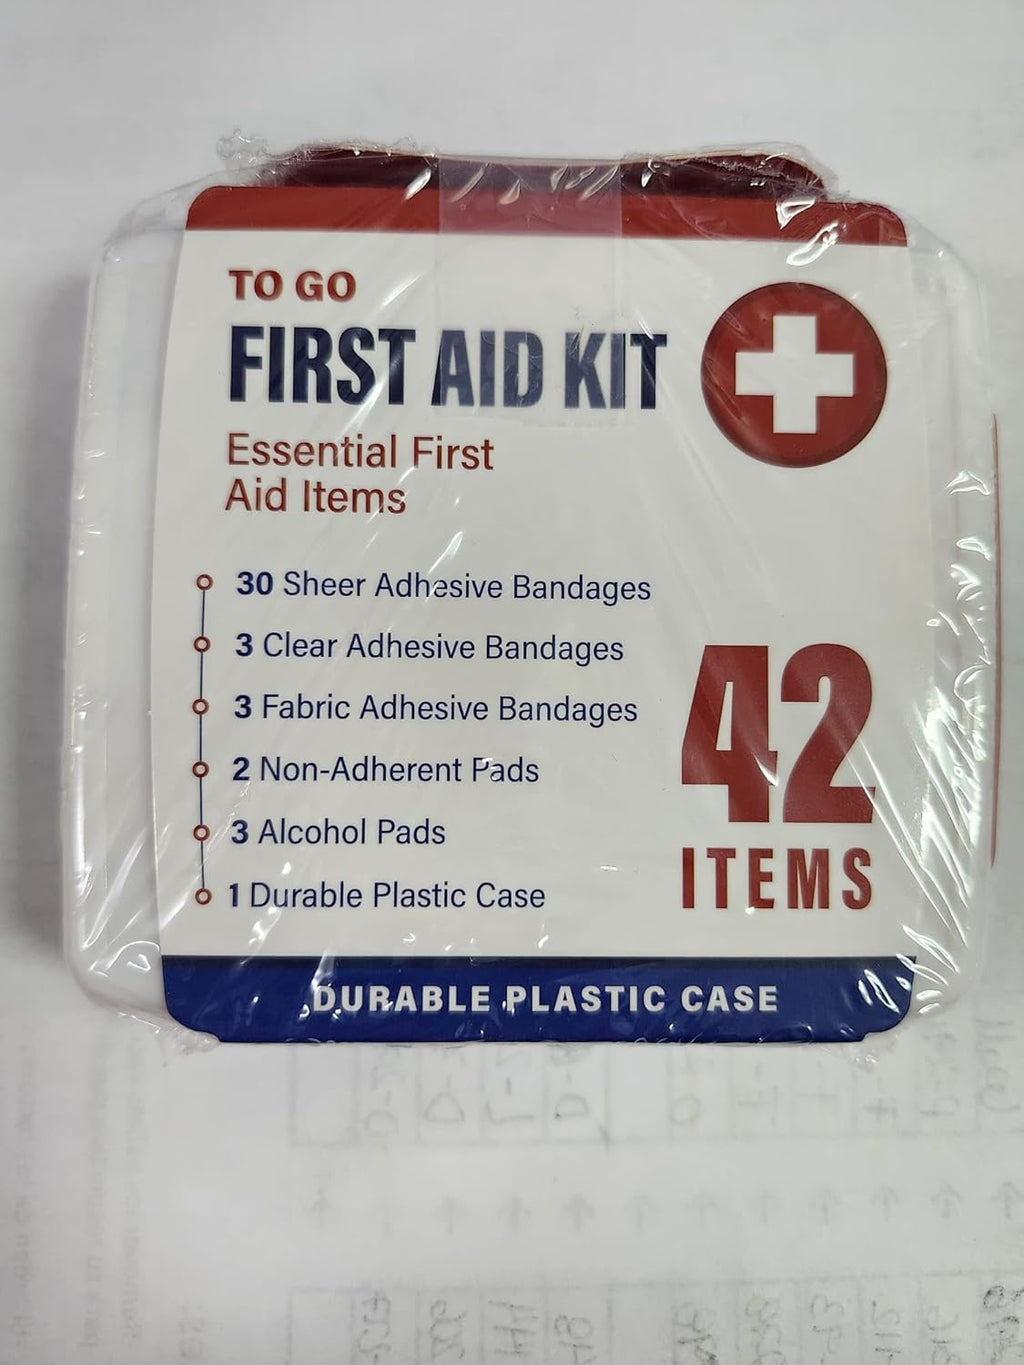 TO GO
FIRST AID KIT
Essential First
Aid Items
30 Sheer Adhesive Bandages
3 Clear Adhesive Bandages
3 Fabric Adhesive Bandages
2 Non-Adherent Pads
3 Alcohol Pads
1 Durable Plastic Case
42
ITEMS
DURABLE PLASTIC CASE